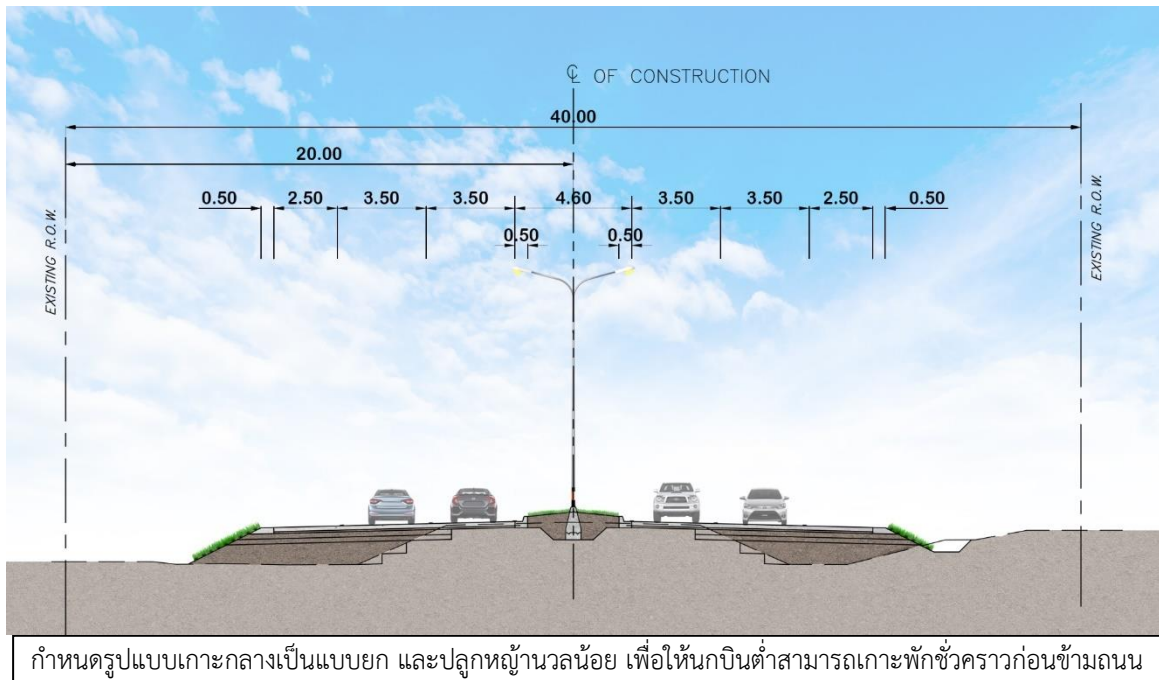 ℄ OF CONSTRUCTION
40.00
20.00
0.50 2.50 3.50 3.50 4.60 3.50 3.50 2.50 0.50
0.50 0.50
EXISTING R.O.W.
EXISTING R.O.W.
กำหนดรูปแบบเกาะกลางเป็นแบบยก และปลูกหญ้านวลน้อย เพื่อให้นกบินต่ำสามารถเกาะพักชั่วคราวก่อนข้ามถนน